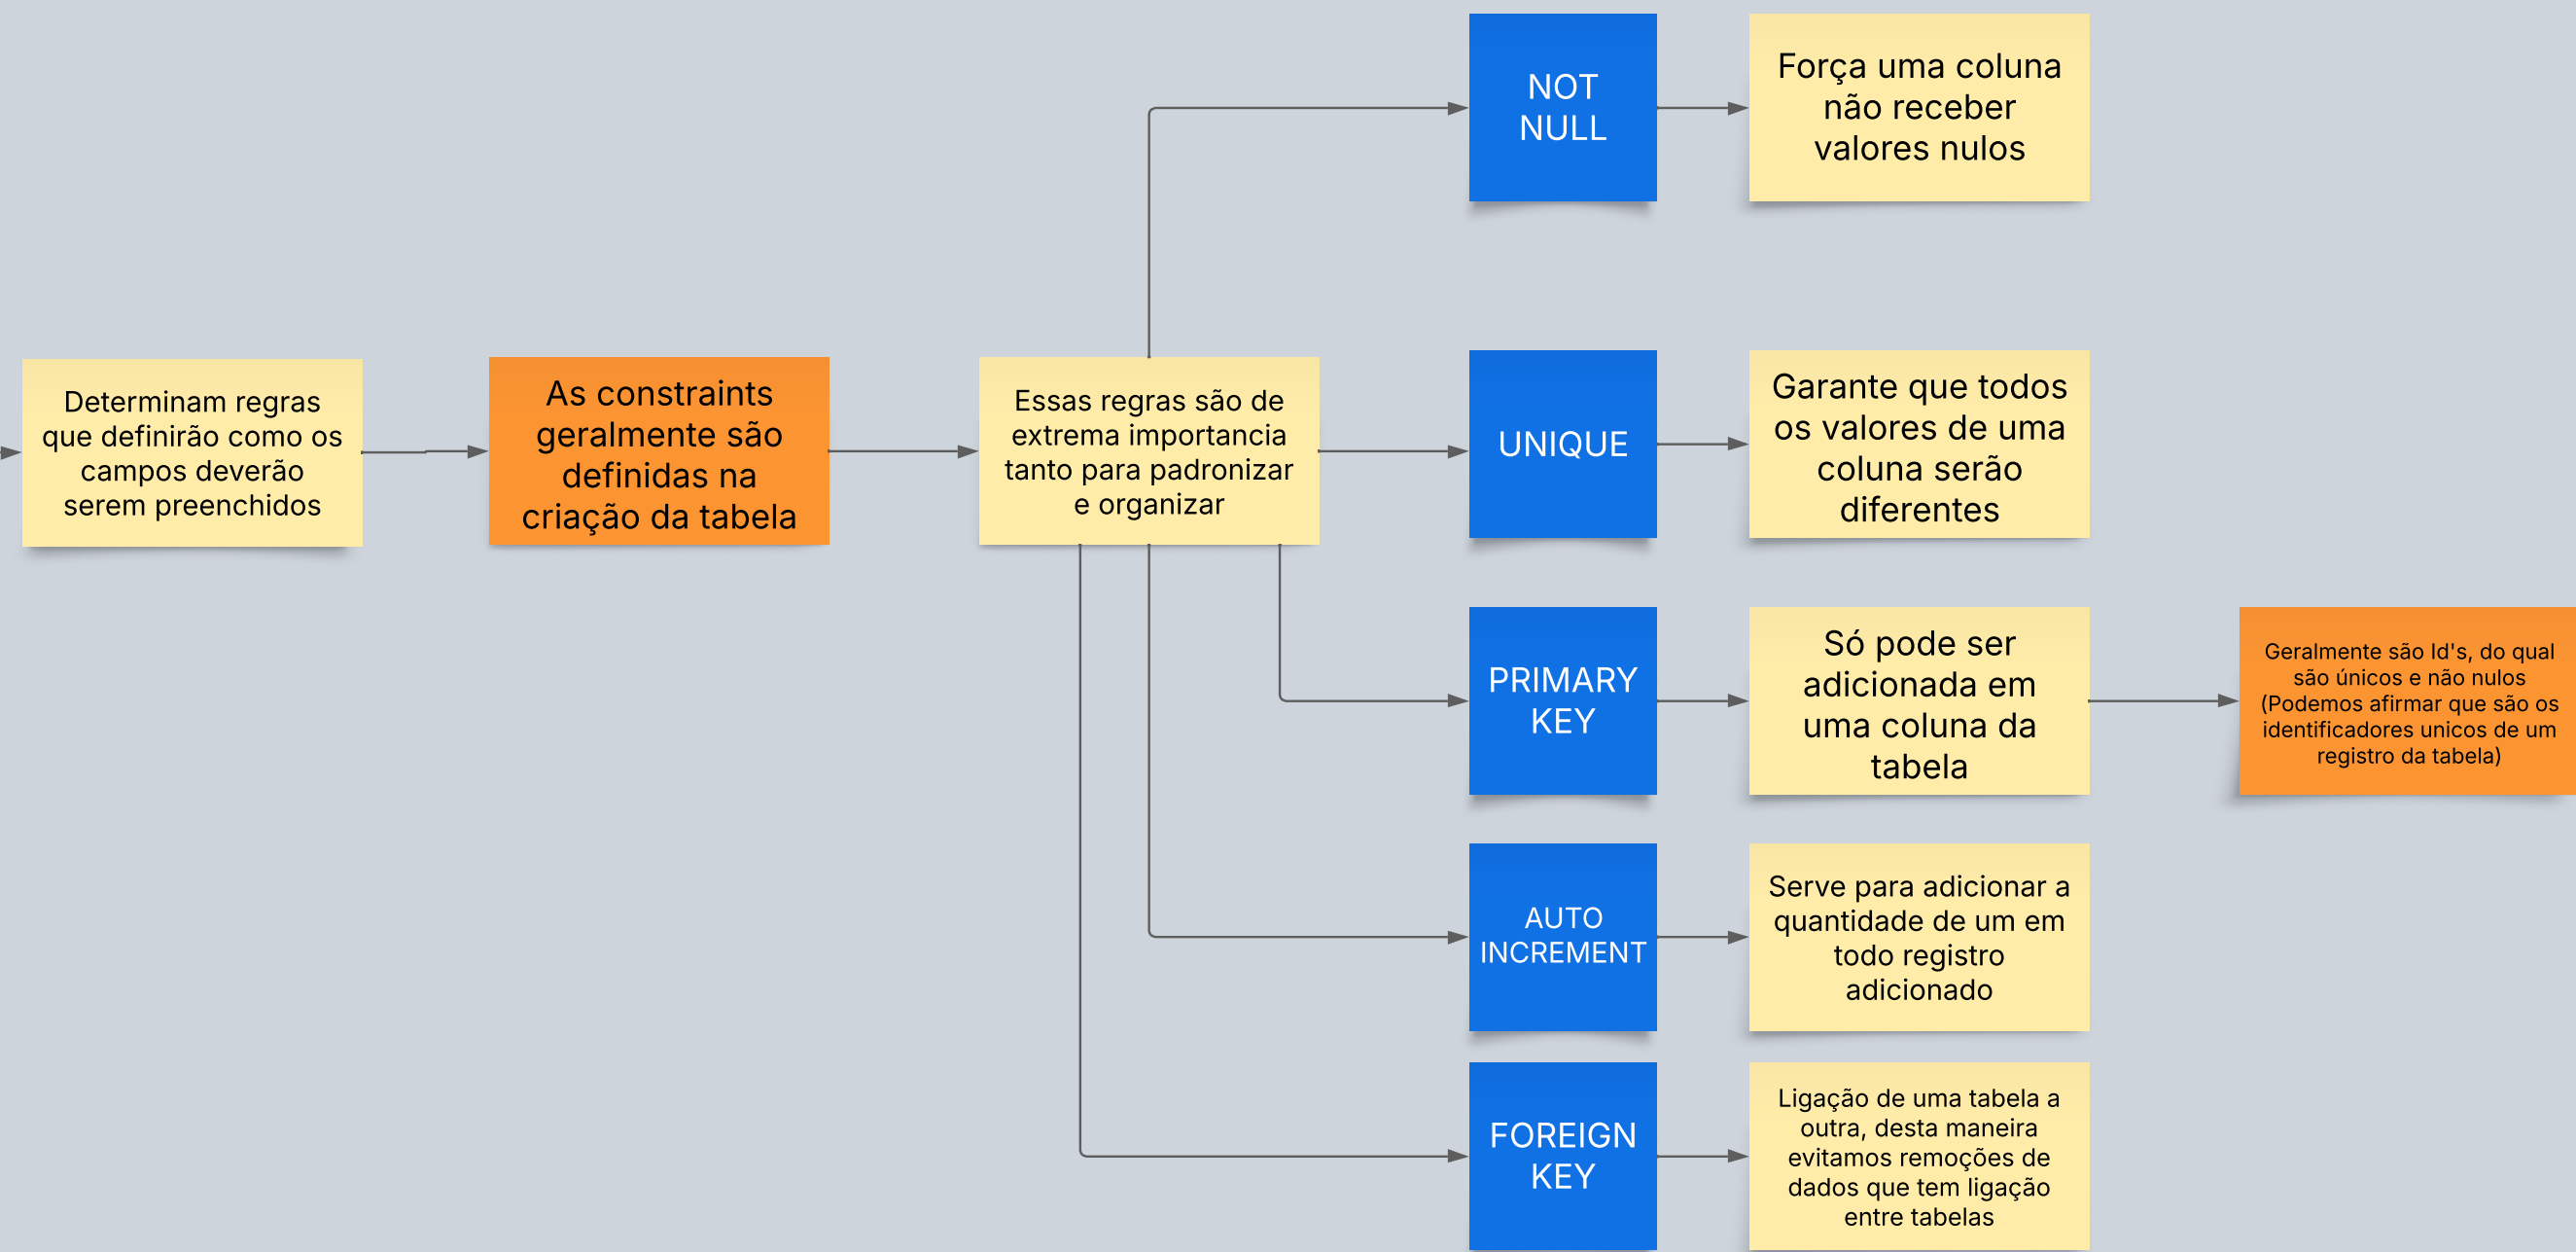 Determinam regras
que definirão como os
campos deverão
serem preenchidos
As constraints
geralmente são
definidas na
criação da tabela
Essas regras são de
extrema importancia
tanto para padronizar
e organizar
NOT
NULL
Força uma coluna
não receber
valores nulos
UNIQUE
Garante que todos
os valores de uma
coluna serão
diferentes
PRIMARY
KEY
Só pode ser
adicionada em
uma coluna da
tabela
Geralmente são Id's, do qual
são únicos e não nulos
(Podemos afirmar que são os
identificadores unicos de um
registro da tabela)
AUTO
INCREMENT
Serve para adicionar a
quantidade de um em
todo registro
adicionado
FOREIGN
KEY
Ligação de uma tabela a
outra, desta maneira
evitamos remoções de
dados que tem ligação
entre tabelas